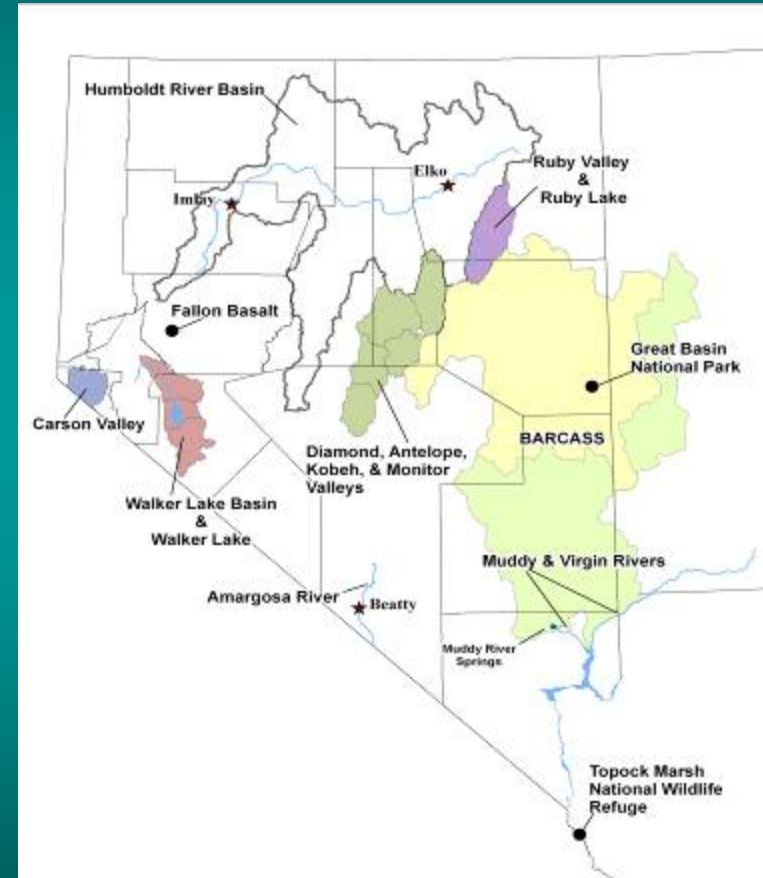 Humboldt River Basin
Elko
Ruby Valley
&
Ruby Lake
Imlay
Fallon Basalt
Great Basin
National Park
Carson Valley
BARCASS
Diamond, Antelope,
Kobeh, & Monitor
Valleys
Walker Lake Basin
&
Walker Lake
Muddy & Virgin Rivers
Amargosa River
Beatty
Muddy River
Springs
Topock Marsh
National Wildlife
Refuge